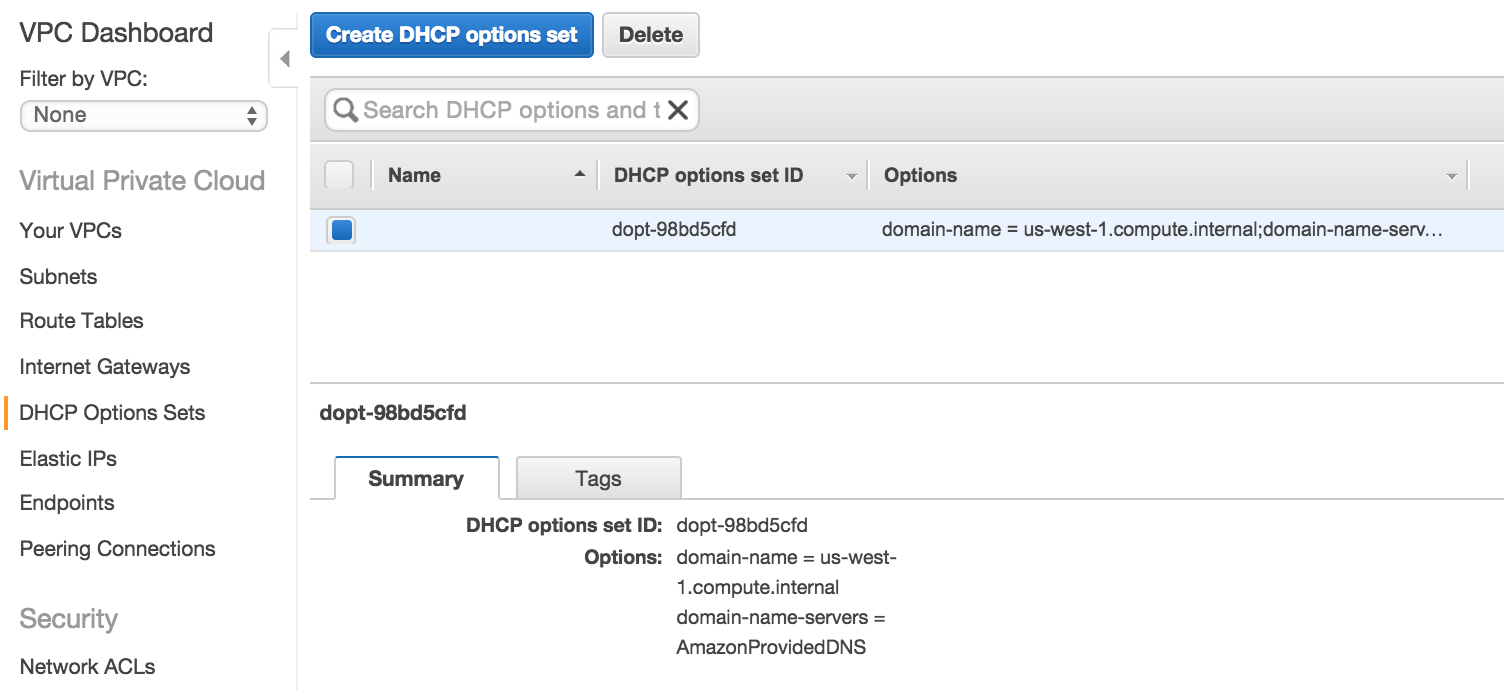 VPC Dashboard
Filter by VPC:
None
Virtual Private Cloud
Your VPCs
Subnets
Route Tables
Internet Gateways
DHCP Options Sets
Elastic IPs
Endpoints
Peering Connections
Security
Network ACLs
Create DHCP options set Delete
Search DHCP options and t
Name DHCP options set ID Options
dopt-98bd5cfd domain-name = us-west-1.compute.internal;domain-name-serv…
dopt-98bd5cfd
Summary Tags
DHCP options set ID: dopt-98bd5cfd
Options: domain-name = us-west-
1.compute.internal
domain-name-servers =
AmazonProvidedDNS